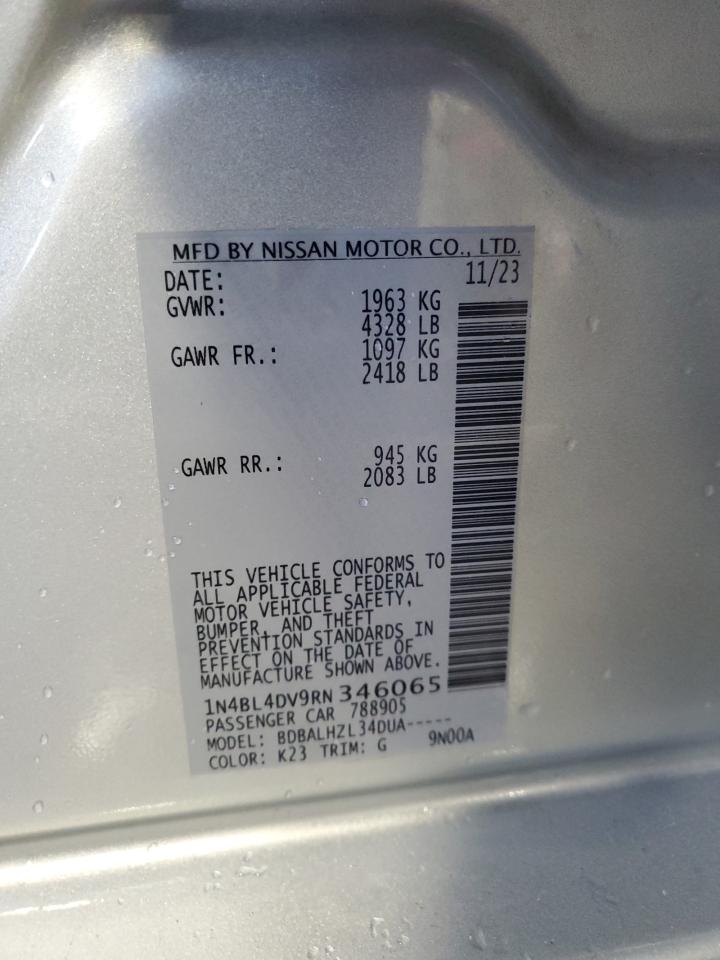 MFD BY NISSAN MOTOR CO., LTD.
DATE: 11/23
GVWR: 1963 KG
4328 LB
GAWR FR.: 1097 KG
2418 LB
GAWR RR.: 945 KG
2083 LB
THIS VEHICLE CONFORMS TO
ALL APPLICABLE FEDERAL
MOTOR VEHICLE SAFETY,
BUMPER, AND THEFT
PREVENTION STANDARDS IN
EFFECT ON THE DATE OF
MANUFACTURE SHOWN ABOVE.
1N4BL4DV9RN346065
PASSENGER CAR 788905
MODEL: BDBALHZL34DUA-----
COLOR: K23 TRIM: G 9N00A